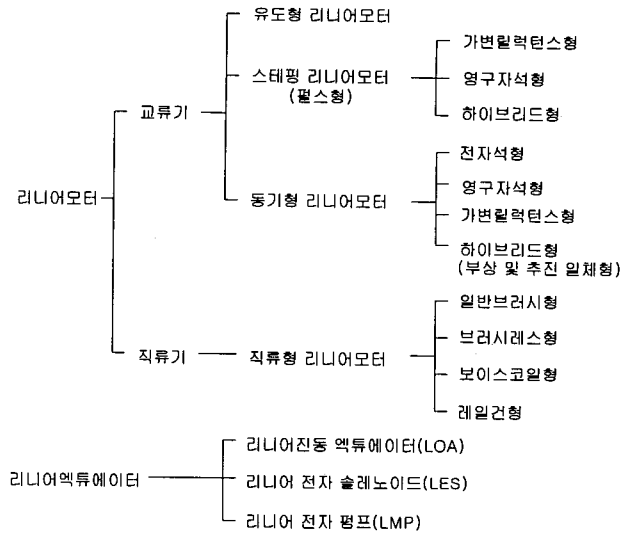 유도형 리니어모터
가변릴럭턴스형
스테핑 리니어모터
(펄스형)
영구자석형
하이브리드형
교류기
전자석형
영구자석형
리니어모터
동기형 리니어모터
가변릴럭턴스형
하이브리드형
(부상 및 추진 일체형)
일반브러시형
브러시레스형
직류기
직류형 리니어모터
보이스코일형
레일건형
리니어진동 엑튜에이터(LOA)
리니어엑튜에이터
리니어 전자 솔레노이드(LES)
리니어 전자 펌프(LMP)